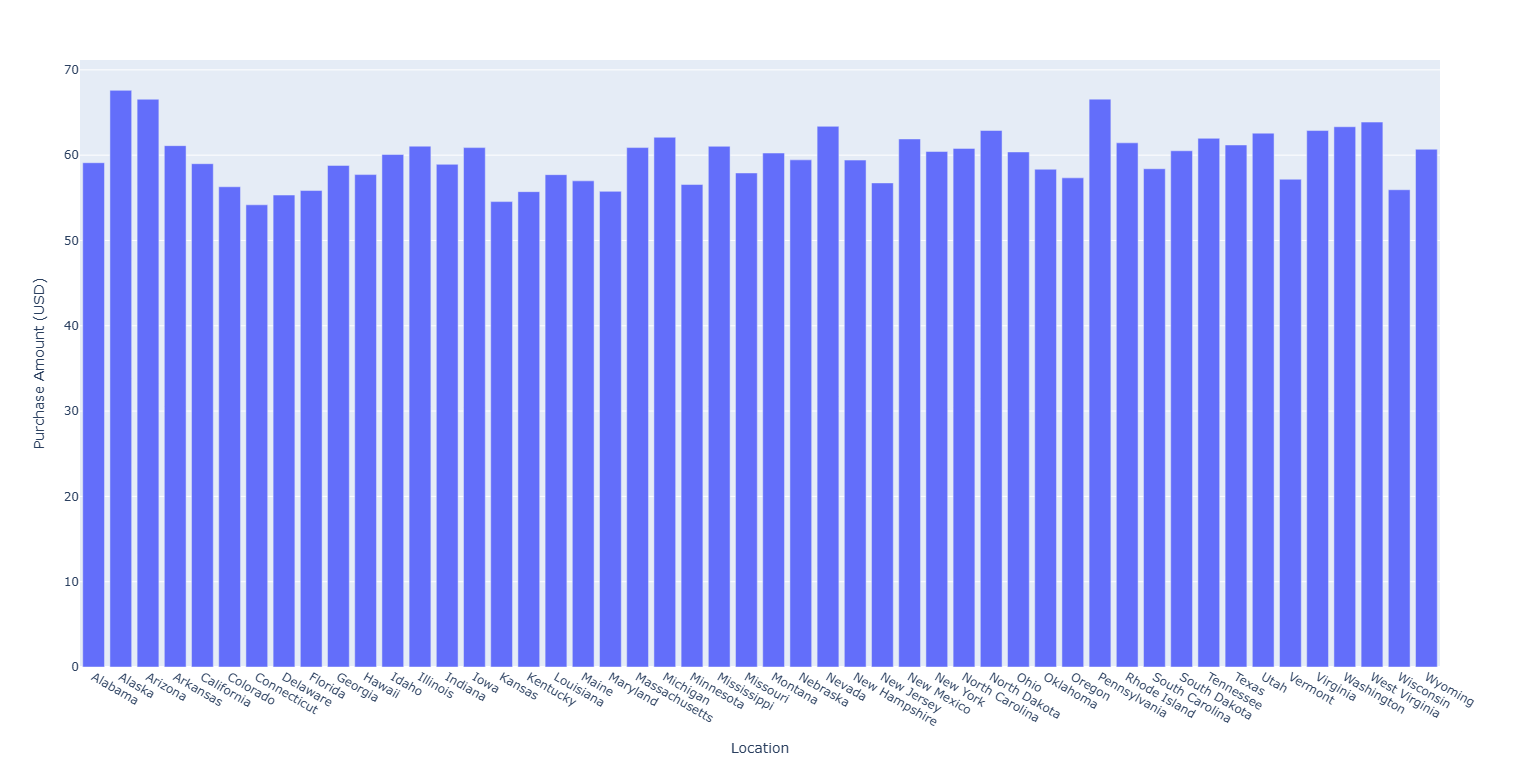 70
60
50
40
30
20
10
0
Purchase Amount (USD)
Alabama
Alaska
Arizona
Arkansas
California
Colorado
Connecticut
Delaware
Florida
Georgia
Hawaii
Idaho
Illinois
Indiana
Iowa
Kansas
Kentucky
Louisiana
Maine
Maryland
Massachusetts
Michigan
Minnesota
Mississippi
Missouri
Montana
Nebraska
Nevada
New Hampshire
New Jersey
New Mexico
New York
North Carolina
North Dakota
Ohio
Oklahoma
Oregon
Pennsylvania
Rhode Island
South Carolina
South Dakota
Tennessee
Texas
Utah
Vermont
Virginia
Washington
West Virginia
Wisconsin
Wyoming
Location